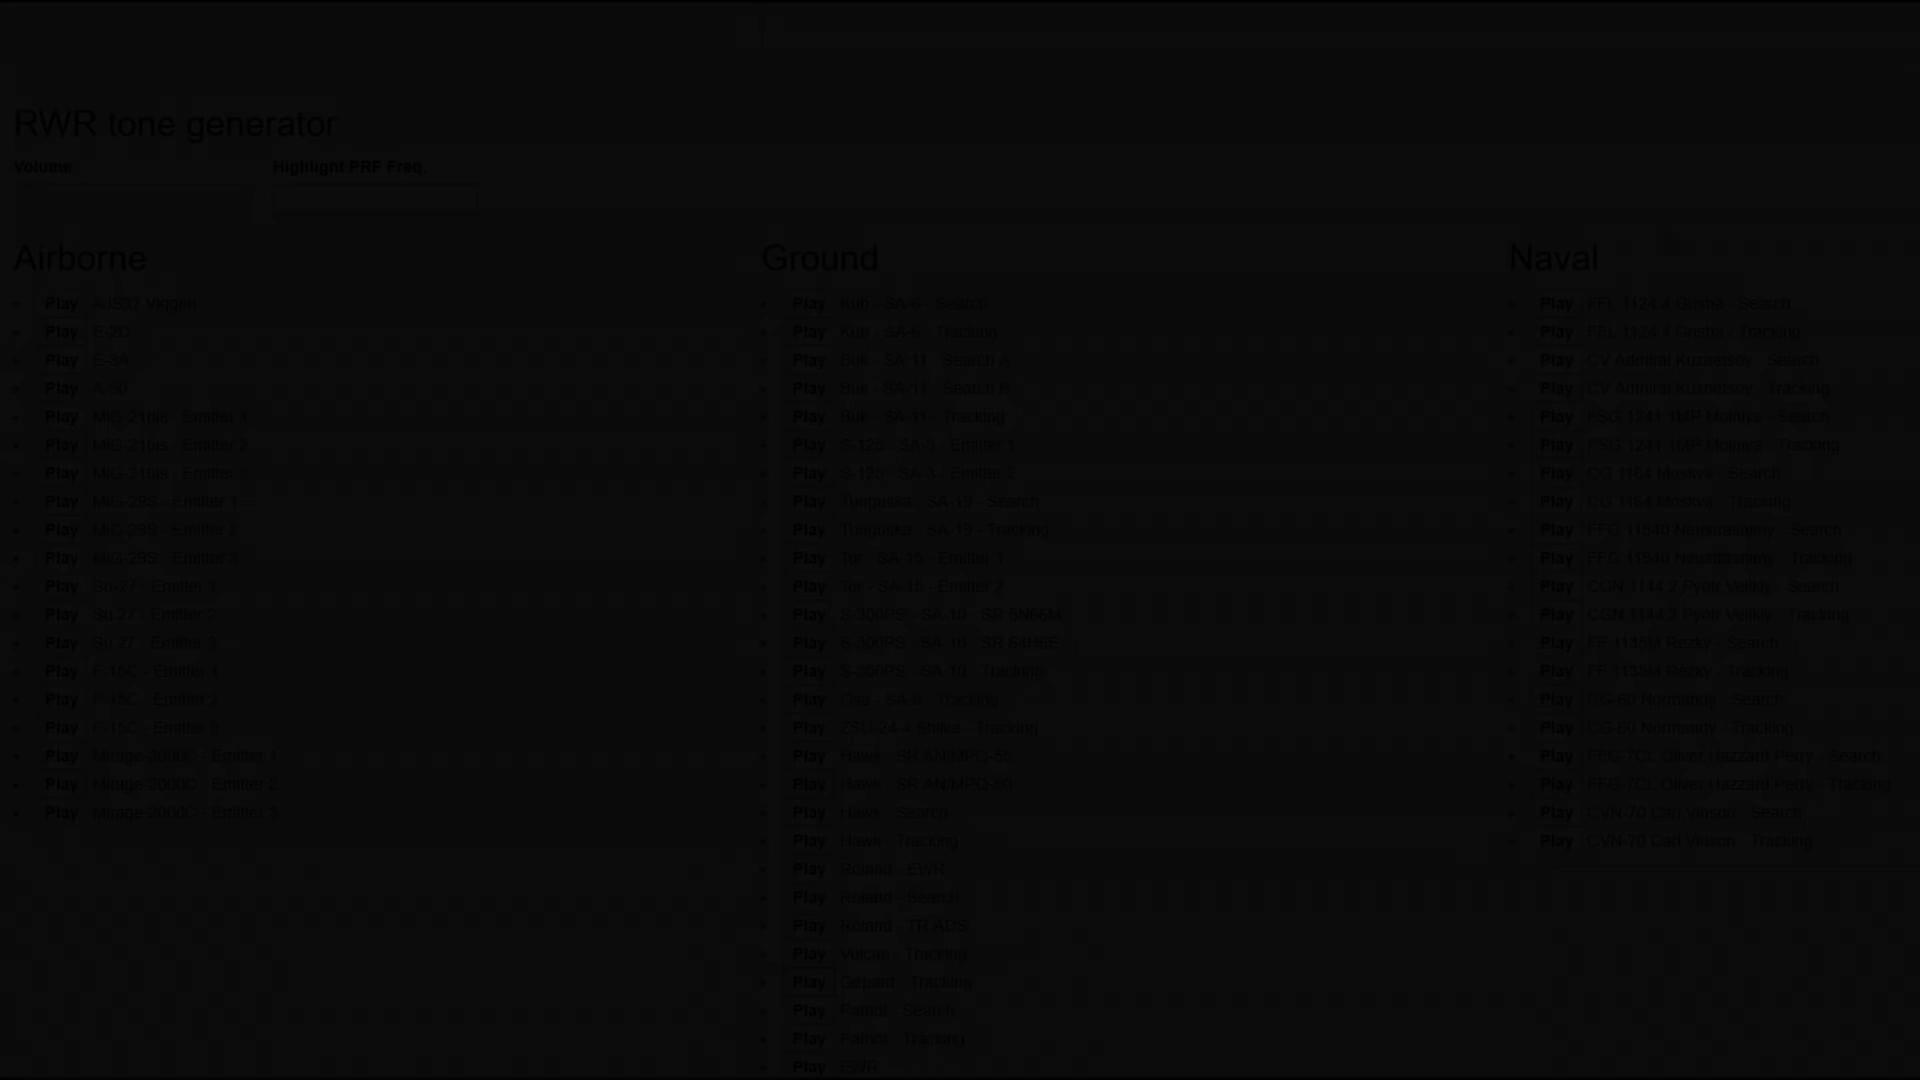 RWR tone generator
Volume
Highlight PRF Freq.
Airborne
Play AJS37 Viggen
Play E-2D
Play E-3A
Play A-50
Play MiG-21bis - Emitter 1
Play MiG-21bis - Emitter 2
Play MiG-21bis - Emitter
Play MiG-29S - Emitter 1
Play MiG-29S - Emitter 2
Play MiG-29S - Emitter 3
Play Su-27 - Emitter 1
Play Su-27 - Emitter 2
Play Su-27 - Emitter 3
Play F-15C - Emitter 1
Play F-15C - Emitter 2
Play F-15C - Emitter 3
Play Mirage-2000C - Emitter 1
Play Mirage-2000C - Emitter 2
Play Mirage-2000C - Emitter 3
Ground
Play Kub - SA-6 - Search
Play Kub - SA-6 - Tracking
Play Buk - SA-11 - Search A
Play Buk - SA-11 - Search B
Play Buk - SA-11 - Tracking
Play S-125 - SA-3 - Emitter 1
Play S-125 - SA-3 - Emitter 2
Play Tunguska - SA-19 - Search
Play Tunguska - SA-19 - Tracking
Play Tor - SA-15 - Emitter 1
Play Tor - SA-15 - Emitter 2
Play S-300PS - SA-10 - SR 5N66M
Play S-300PS - SA-10 - SR 64H6E
Play S-300PS - SA-10 - Tracking
Play Osa - SA-8 - Tracking
Play ZSU-24-4 Shilka - Tracking
Play Hawk - SR AN/MPQ-55
Play Hawk - SR AN/MPQ-50
Play Hawk - Search
Play Hawk - Tracking
Play Roland - EWR
Play Roland - Search
Play Roland - TR ADS
Play Vulcan - Tracking
Play Gepard - Tracking
Play Patriot - Search
Play Patriot - Tracking
Play EWR
Naval
Play FFL 1124.4 Grisha - Search
Play FFL 1124.4 Grisha - Tracking
Play CV Admiral Kuznetsov - Search
Play CV Admiral Kuznetsov - Tracking
Play FSG 1241.1MP Molniya - Search
Play FSG 1241.1MP Molniya - Tracking
Play CG 1164 Moskva - Search
Play CG 1164 Moskva - Tracking
Play FFG 11540 Neustrashimy - Search
Play FFG 11540 Neustrashimy - Tracking
Play CGN 1144.2 Pyotr Velikiy - Search
Play CGN 1144.2 Pyotr Velikiy - Tracking
Play FF 1135M Rezky - Search
Play FF 1135M Rezky - Tracking
Play CG-60 Normandy - Search
Play CG-60 Normandy - Tracking
Play FFG-7CL Oliver Hazzard Perry - Search
Play FFG-7CL Oliver Hazzard Perry - Tracking
Play CVN-70 Carl Vinson - Search
Play CVN-70 Carl Vinson - Tracking